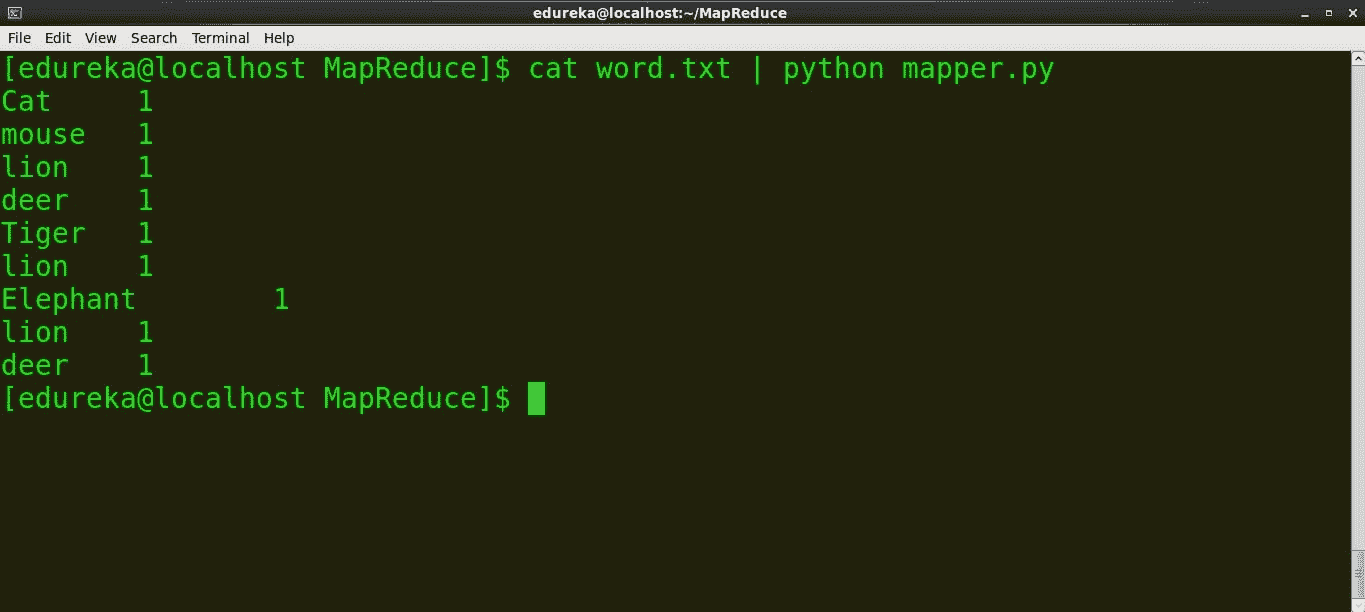 edureka@localhost:~/MapReduce
File Edit View Search Terminal Help
[edureka@localhost MapReduce]$ cat word.txt | python mapper.py
Cat 1
mouse 1
lion 1
deer 1
Tiger 1
lion 1
Elephant 1
lion 1
deer 1
[edureka@localhost MapReduce]$